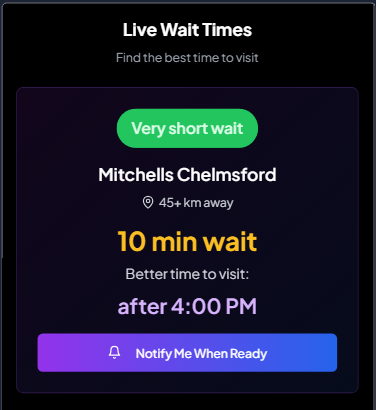 Live Wait Times
Find the best time to visit
Very short wait
Mitchells Chelmsford
45+ km away
10 min wait
Better time to visit:
after 4:00 PM
Notify Me When Ready